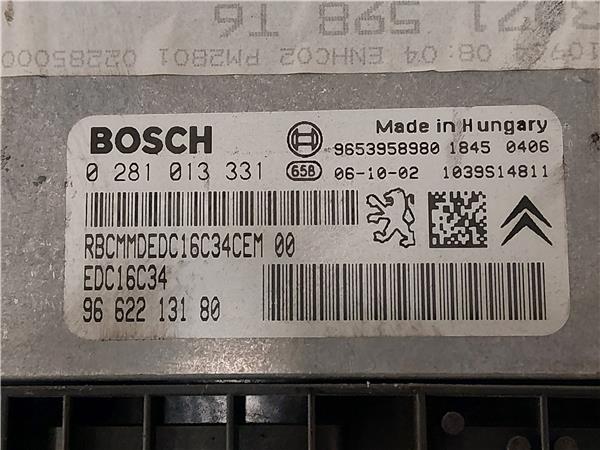 BOSCH
Made in Hungary
9653958980 1845 0406
0 281 013 331
658
06-10-02 1039S14811
RBCMMDEDC16C34CEM 00
EDC16C34
96 622 131 80